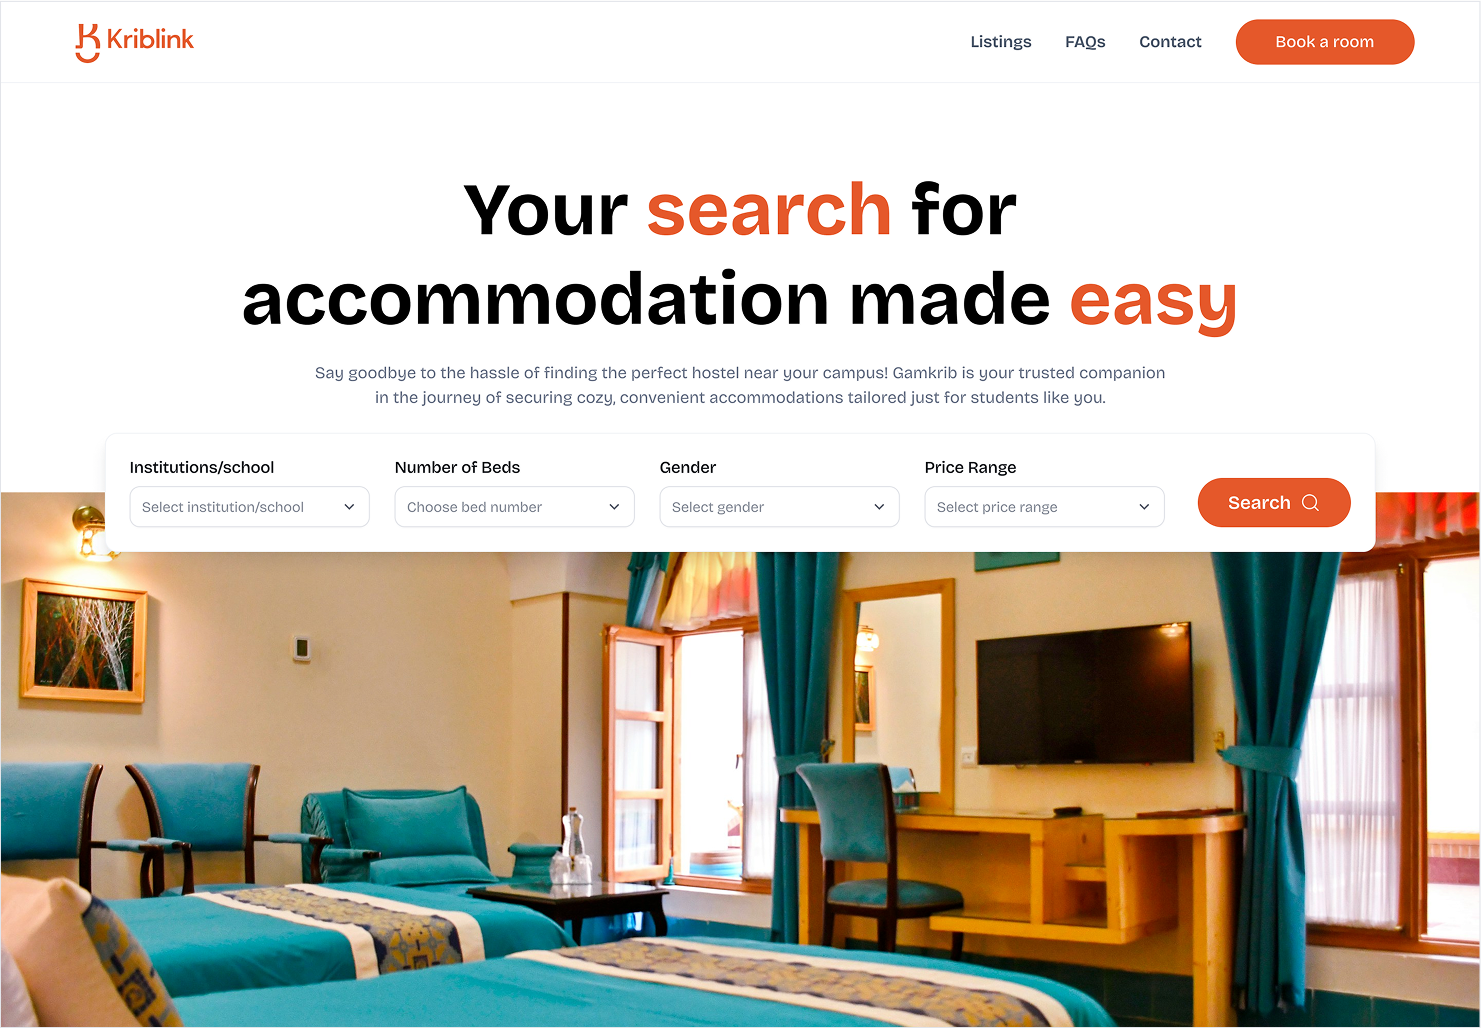 Kriblink
Listings
FAQs
Contact
Book a room
Your search for
accommodation made easy
Say goodbye to the hassle of finding the perfect hostel near your campus! Gamkrib is your trusted companion
in the journey of securing cozy, convenient accommodations tailored just for students like you.
Institutions/school
Select institution/school
Number of Beds
Choose bed number
Gender
Select gender
Price Range
Select price range
Search